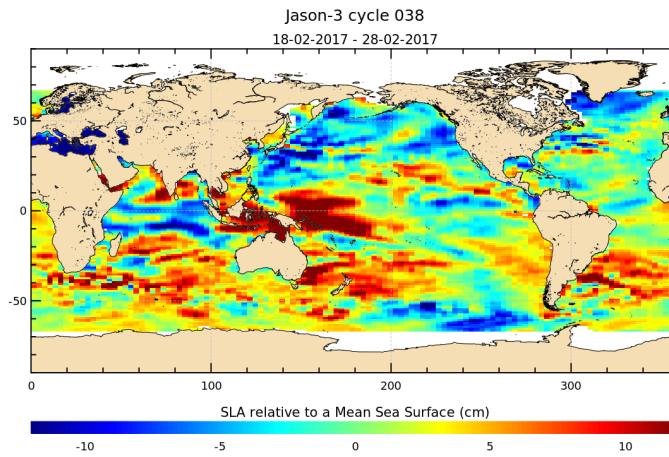 Jason-3 cycle 038
18-02-2017 - 28-02-2017
50
0
-50
0 100 200 300
SLA relative to a Mean Sea Surface (cm)
-10 -5 0 5 10